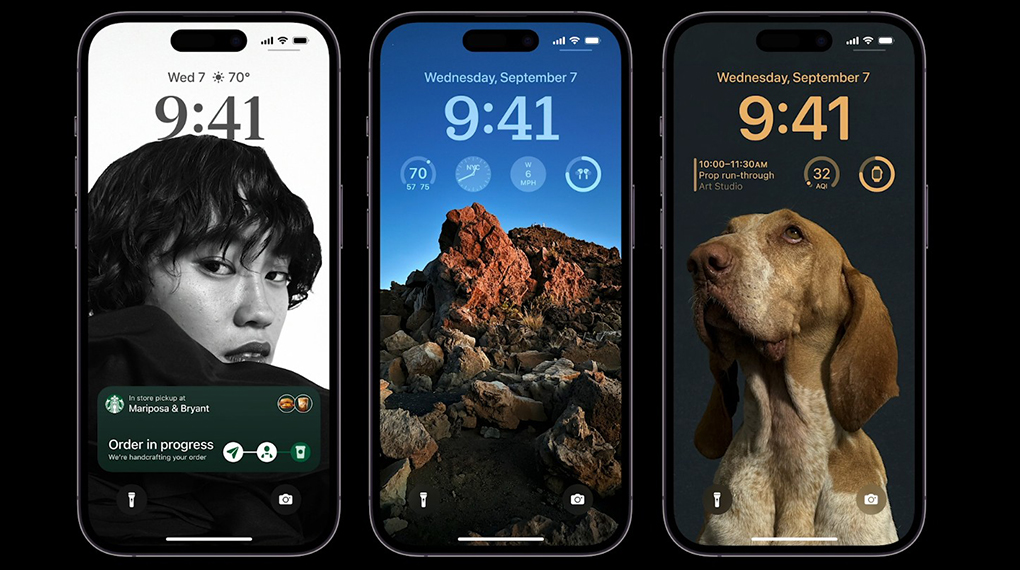 Wed 7 70°
9:41
In store pickup at
Mariposa & Bryant
Order in progress
We're handcrafting your order
Wednesday, September 7
9:41
70
57 75
NYC
W
6
MPH
Wednesday, September 7
9:41
10:00–11:30AM
Prop run-through
Art Studio
32
AQI